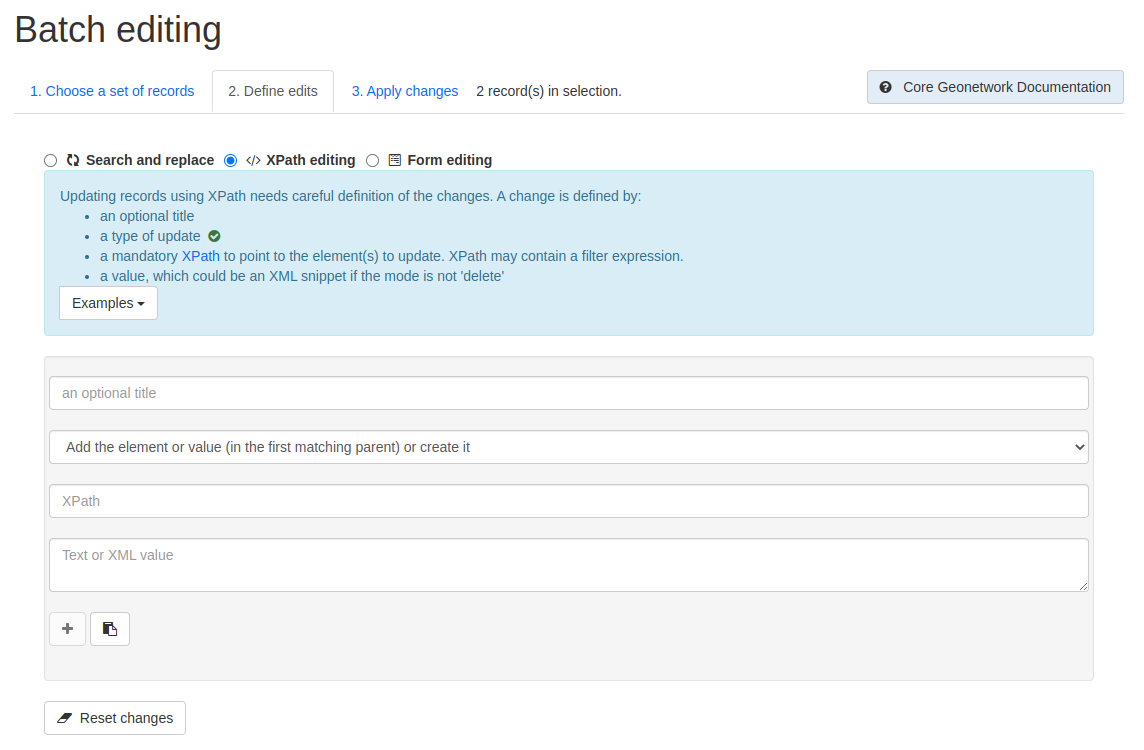 Batch editing
1. Choose a set of records
2. Define edits
3. Apply changes
2 record(s) in selection.
Core Geonetwork Documentation
Search and replace
XPath editing
Form editing
Updating records using XPath needs careful definition of the changes. A change is defined by:
an optional title
a type of update
a mandatory XPath to point to the element(s) to update. XPath may contain a filter expression.
a value, which could be an XML snippet if the mode is not 'delete'
Examples
an optional title
Add the element or value (in the first matching parent) or create it
XPath
Text or XML value
Reset changes